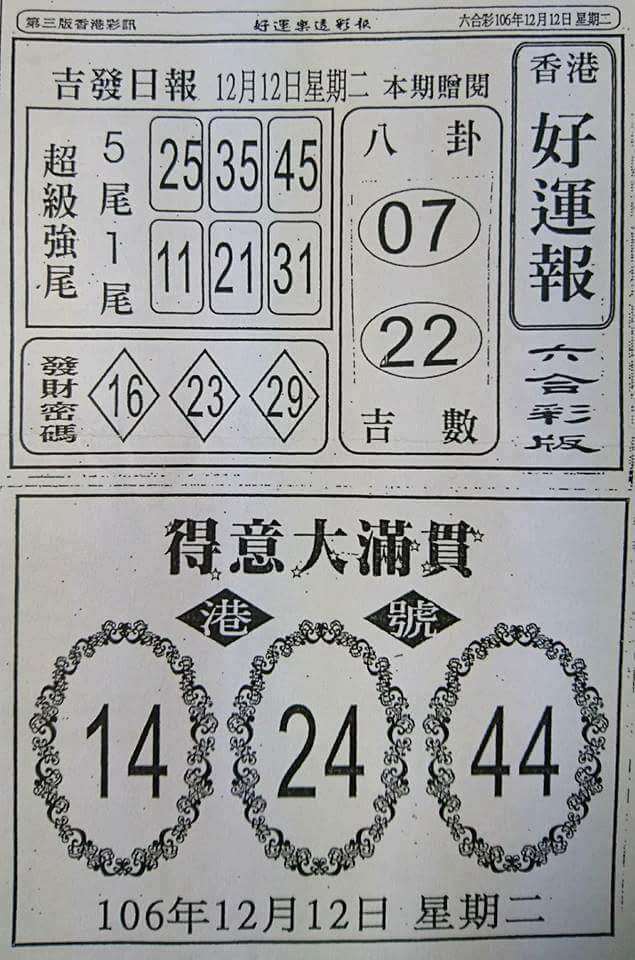 第三版香港彩訊
好運樂透彩報
六合彩106年12月12日 星期二
吉發日報 12月12日星期二 本期贈閱
香港
好運報
六合彩版
超級強尾
5尾 25 35 45
1尾 11 21 31
八卦
07
22
吉數
發財密碼
16 23 29
得意大滿貫
港號
14 24 44
106年12月12日 星期二